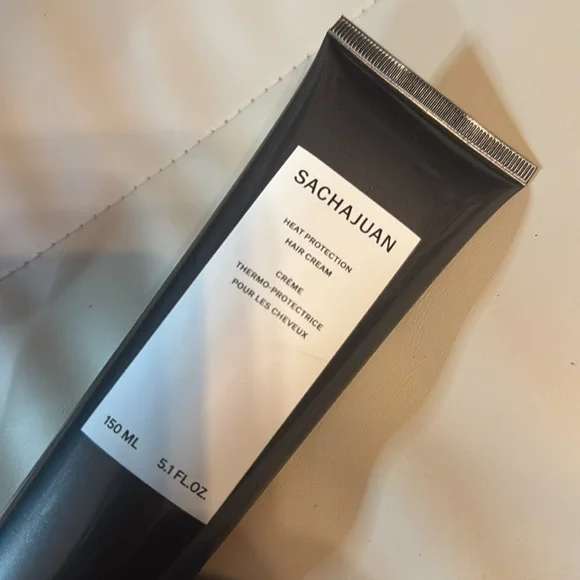 SACHAJUAN
HEAT PROTECTION
HAIR CREAM
CRÈME
THERMO-PROTECTRICE
POUR LES CHEVEUX
150 ML 5.1 FL.OZ.